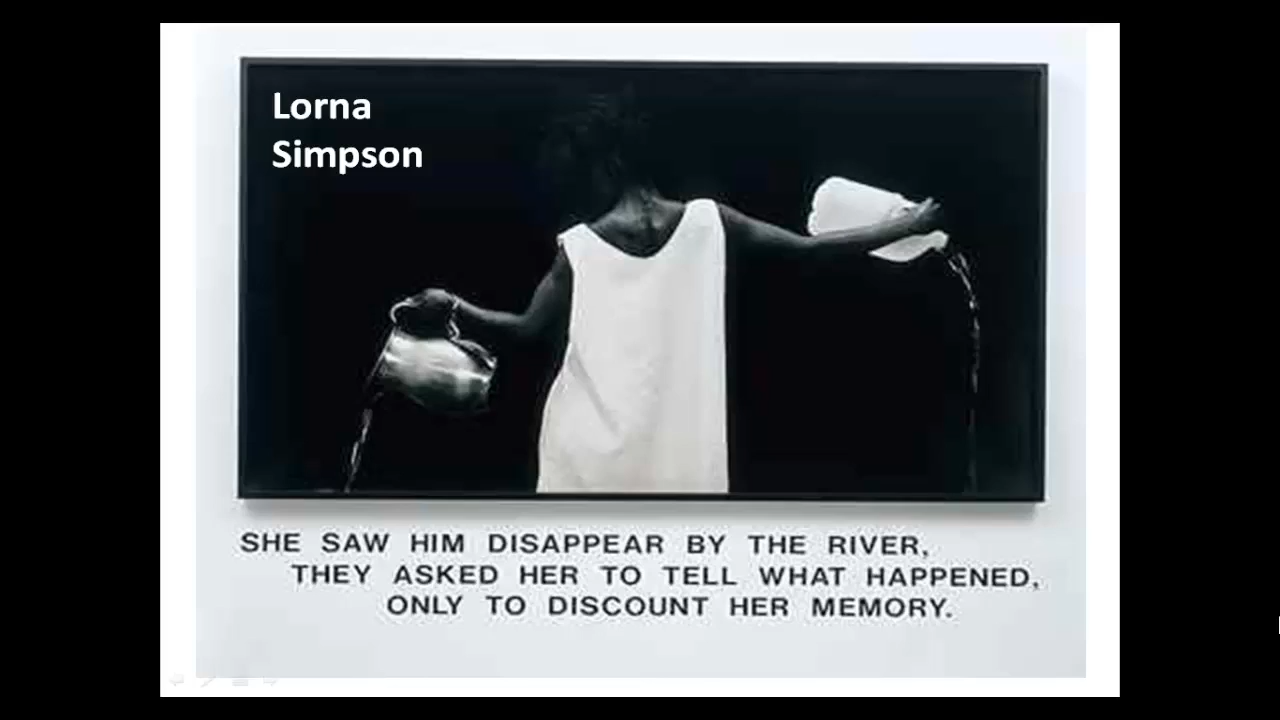 Lorna
Simpson
SHE SAW HIM DISAPPEAR BY THE RIVER,
THEY ASKED HER TO TELL WHAT HAPPENED,
ONLY TO DISCOUNT HER MEMORY.